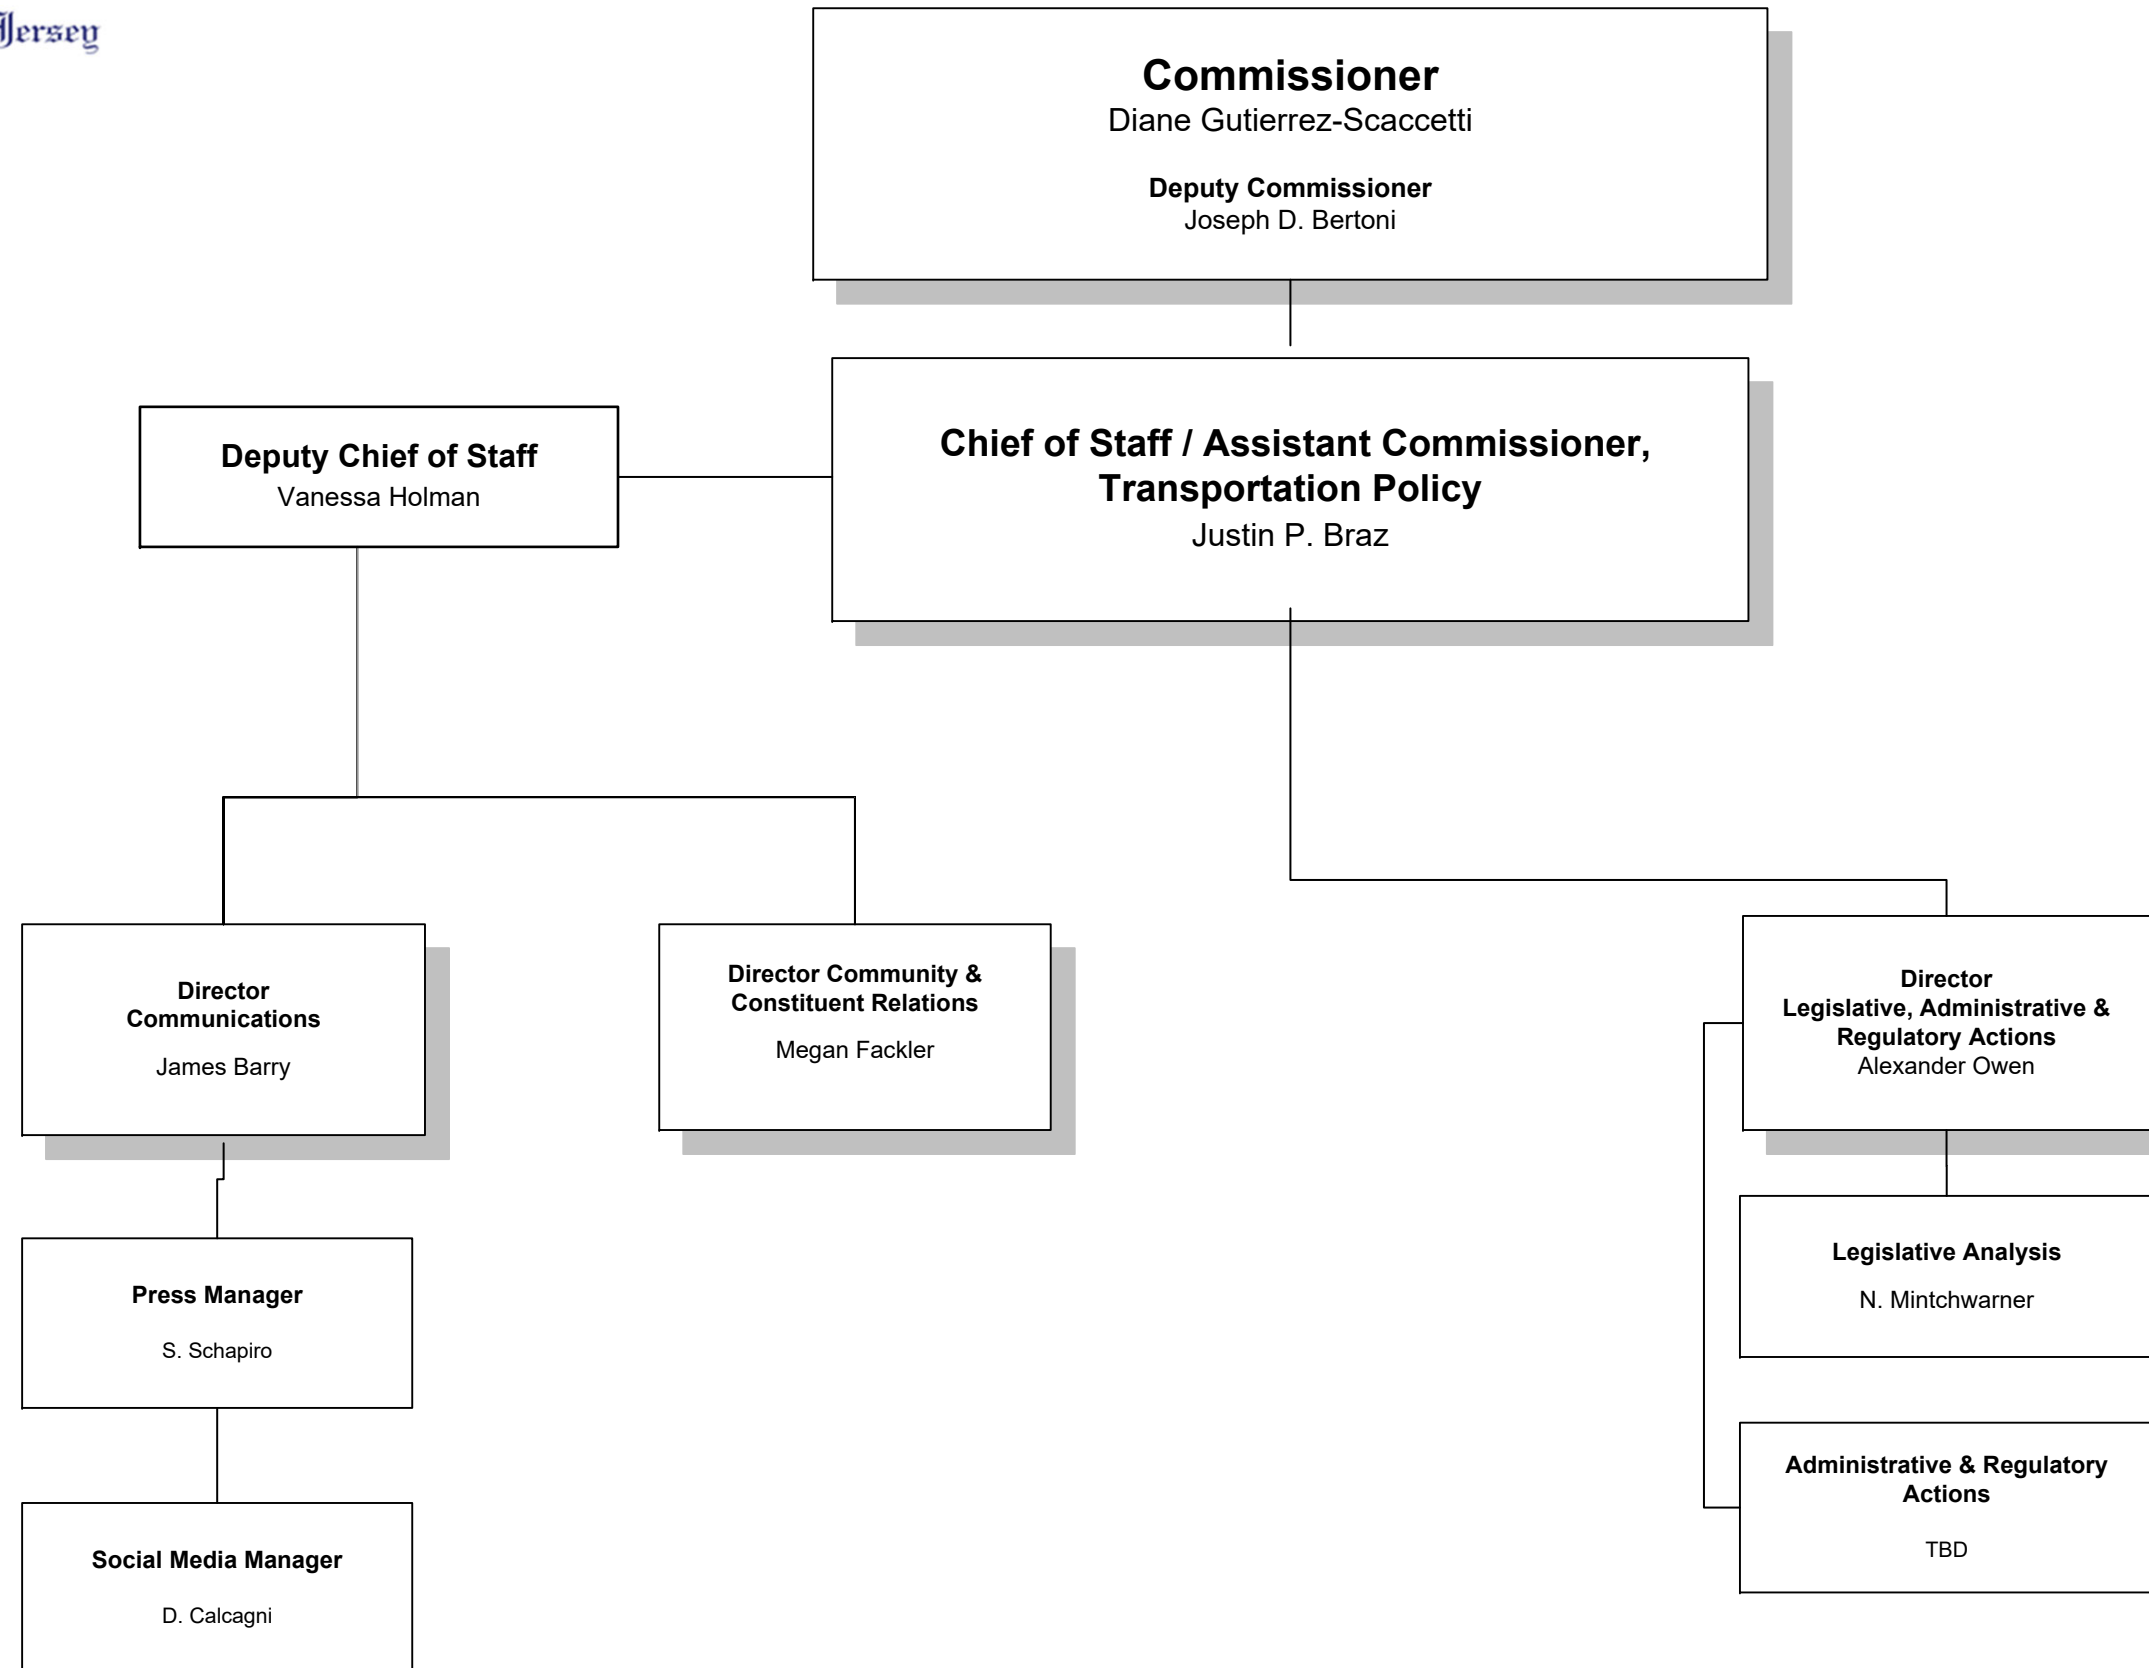 Jersey
Commissioner
Diane Gutierrez-Scaccetti
Deputy Commissioner
Joseph D. Bertoni
Deputy Chief of Staff
Vanessa Holman
Chief of Staff / Assistant Commissioner,
Transportation Policy
Justin P. Braz
Director
Communications
James Barry
Director Community &
Constituent Relations
Megan Fackler
Director
Legislative, Administrative &
Regulatory Actions
Alexander Owen
Press Manager
S. Schapiro
Legislative Analysis
N. Mintchwarner
Social Media Manager
D. Calcagni
Administrative & Regulatory
Actions
TBD